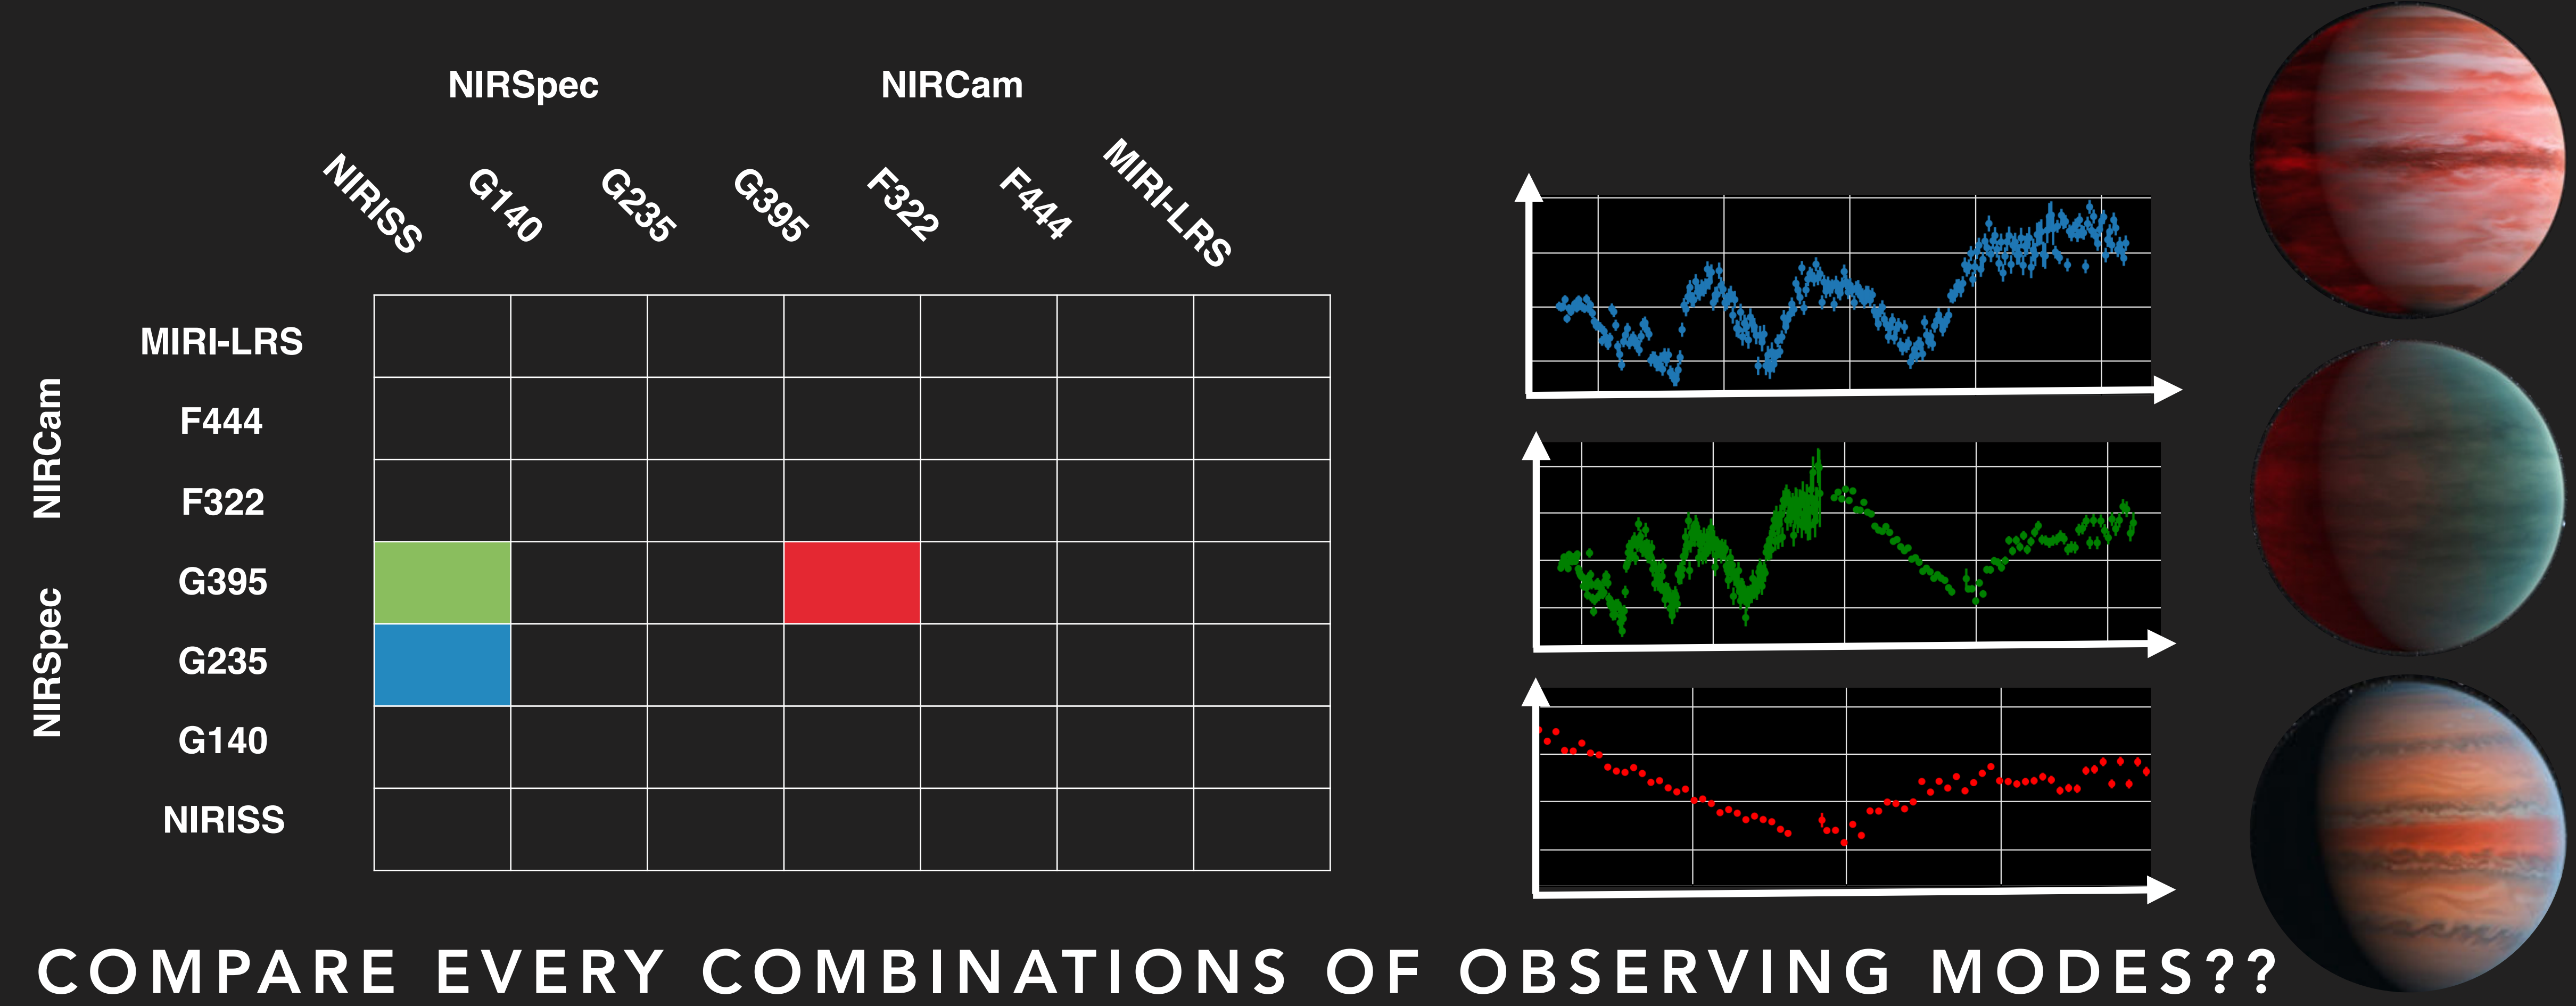 NIRSpec NIRCam
NIRISS G140 G235 G395 F322 F444 MIRI-LRS
NIRCam
NIRSpec
MIRI-LRS
F444
F322
G395
G235
G140
NIRISS
COMPARE EVERY COMBINATIONS OF OBSERVING MODES??